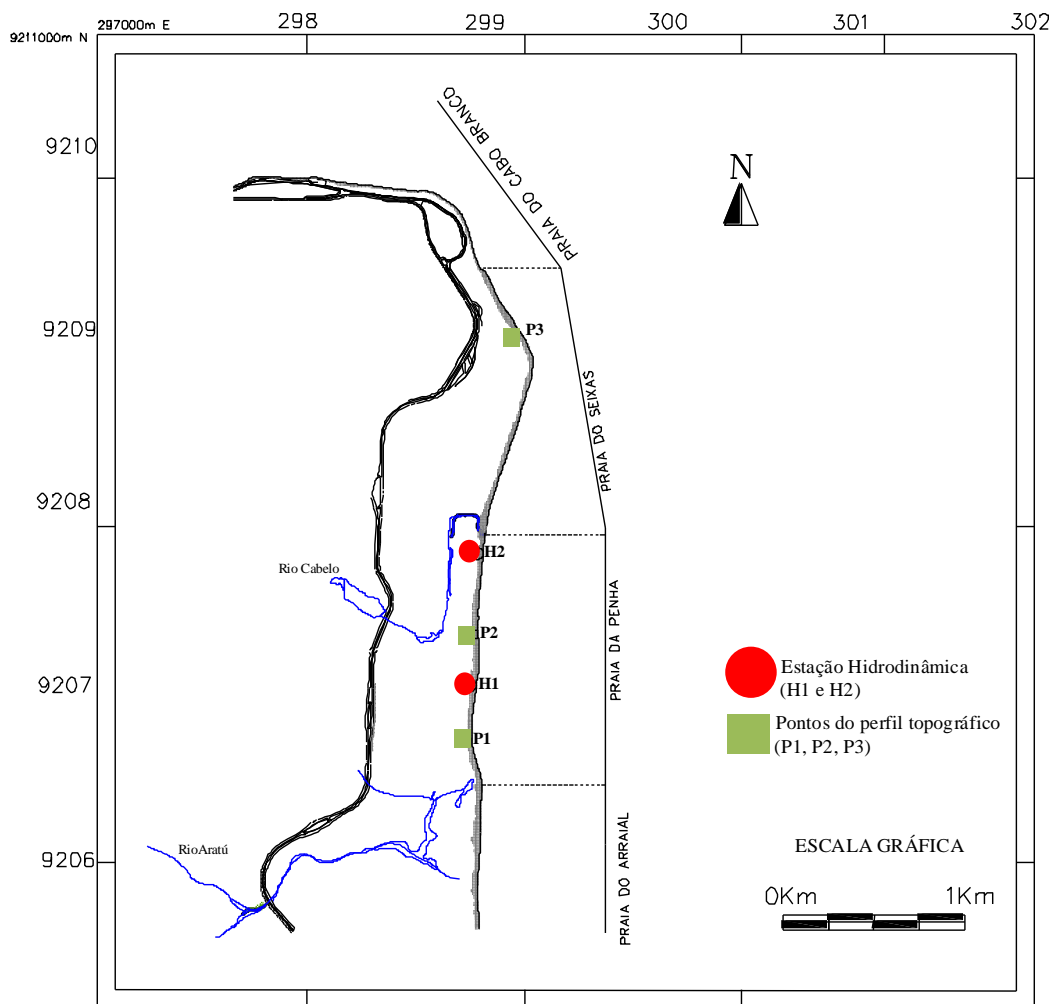 297000m E
298
299
300
301
302
9211000m N
9210
9209
9208
9207
9206
PRAIA DO CABO BRANCO
N
P3
PRAIA DO SEIXAS
H2
Rio Cabelo
P2
PRAIA DA PENHA
H1
P1
Estação Hidrodinâmica
(H1 e H2)
Pontos do perfil topográfico
(P1, P2, P3)
RioAratú
PRAIA DO ARRAIAL
ESCALA GRÁFICA
0Km
1Km